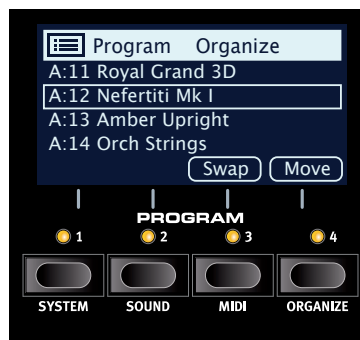 Program Organize
A:11 Royal Grand 3D
A:12 Nefertiti Mk I
A:13 Amber Upright
A:14 Orch Strings
Swap Move
PROGRAM
1 2 3 4
SYSTEM SOUND MIDI ORGANIZE